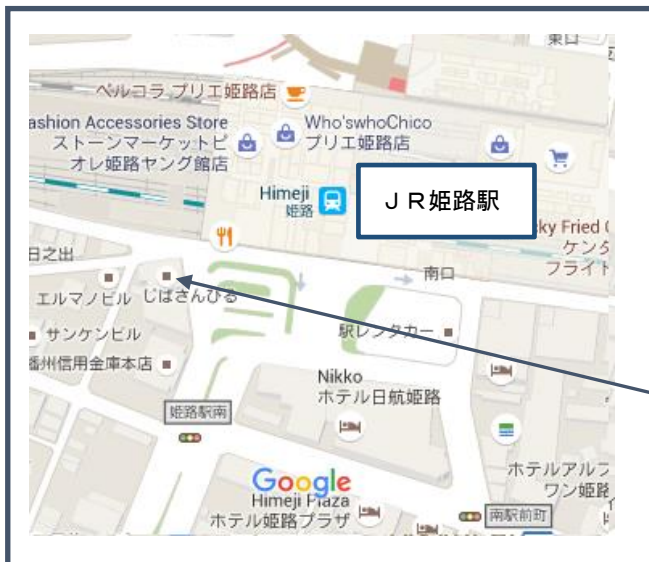 東口
ベルコラ プリエ姫路店
ashion Accessories Store
ストーンマーケットピ
オレ姫路ヤング館店
Who'swhoChico
プリエ姫路店
Himeji
姫路
ＪＲ姫路駅
cky Fried
ケンタ
フライド
日之出
南口
エルマノビル
じばさんびる
サンケンビル
駅レンタカー
播州信用金庫本店
Nikko
ホテル日航姫路
姫路駅南
Google
Himeji Plaza
ホテル姫路プラザ
ホテルアルファ
ワン姫路
南駅前町